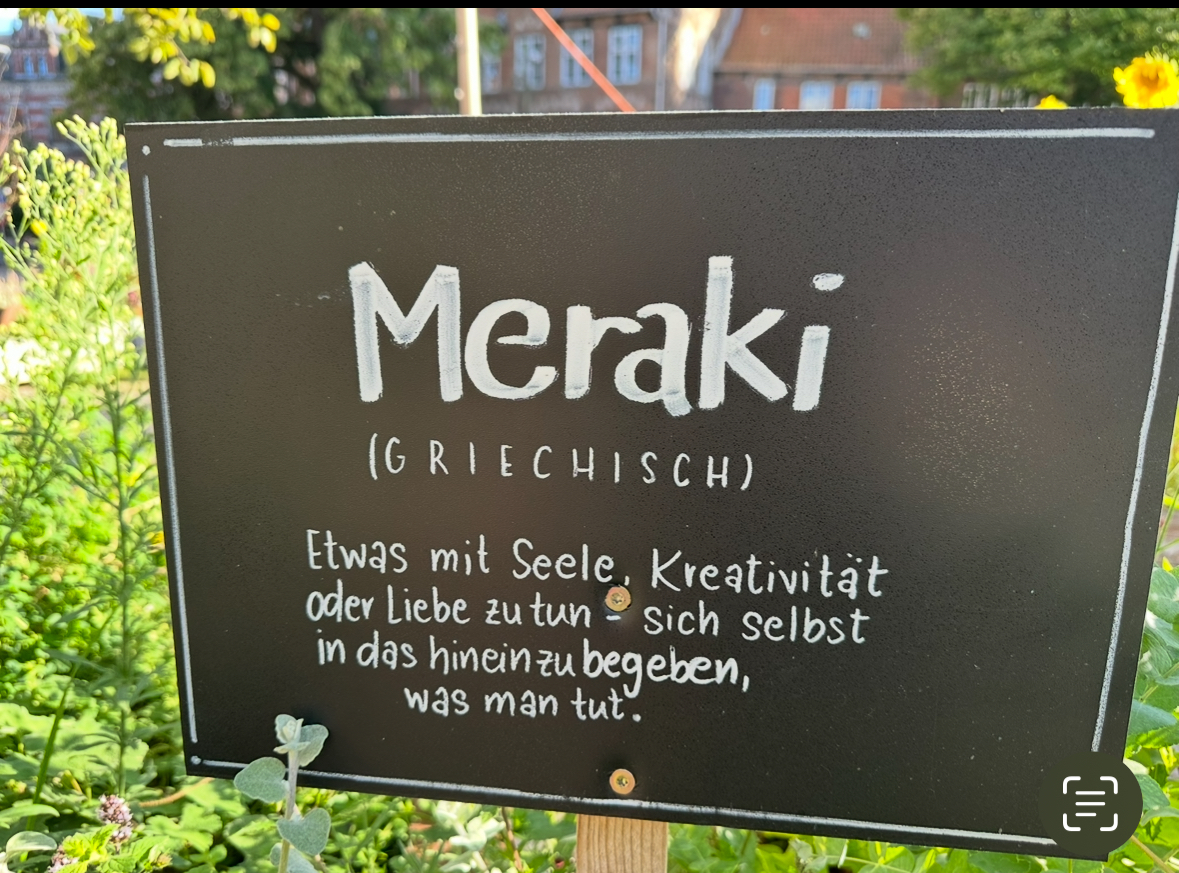 Meraki
(GRIECHISCH)
Etwas mit Seele, Kreativität
oder Liebe zu tun - sich selbst
in das hineinzubegeben,
was man tut.